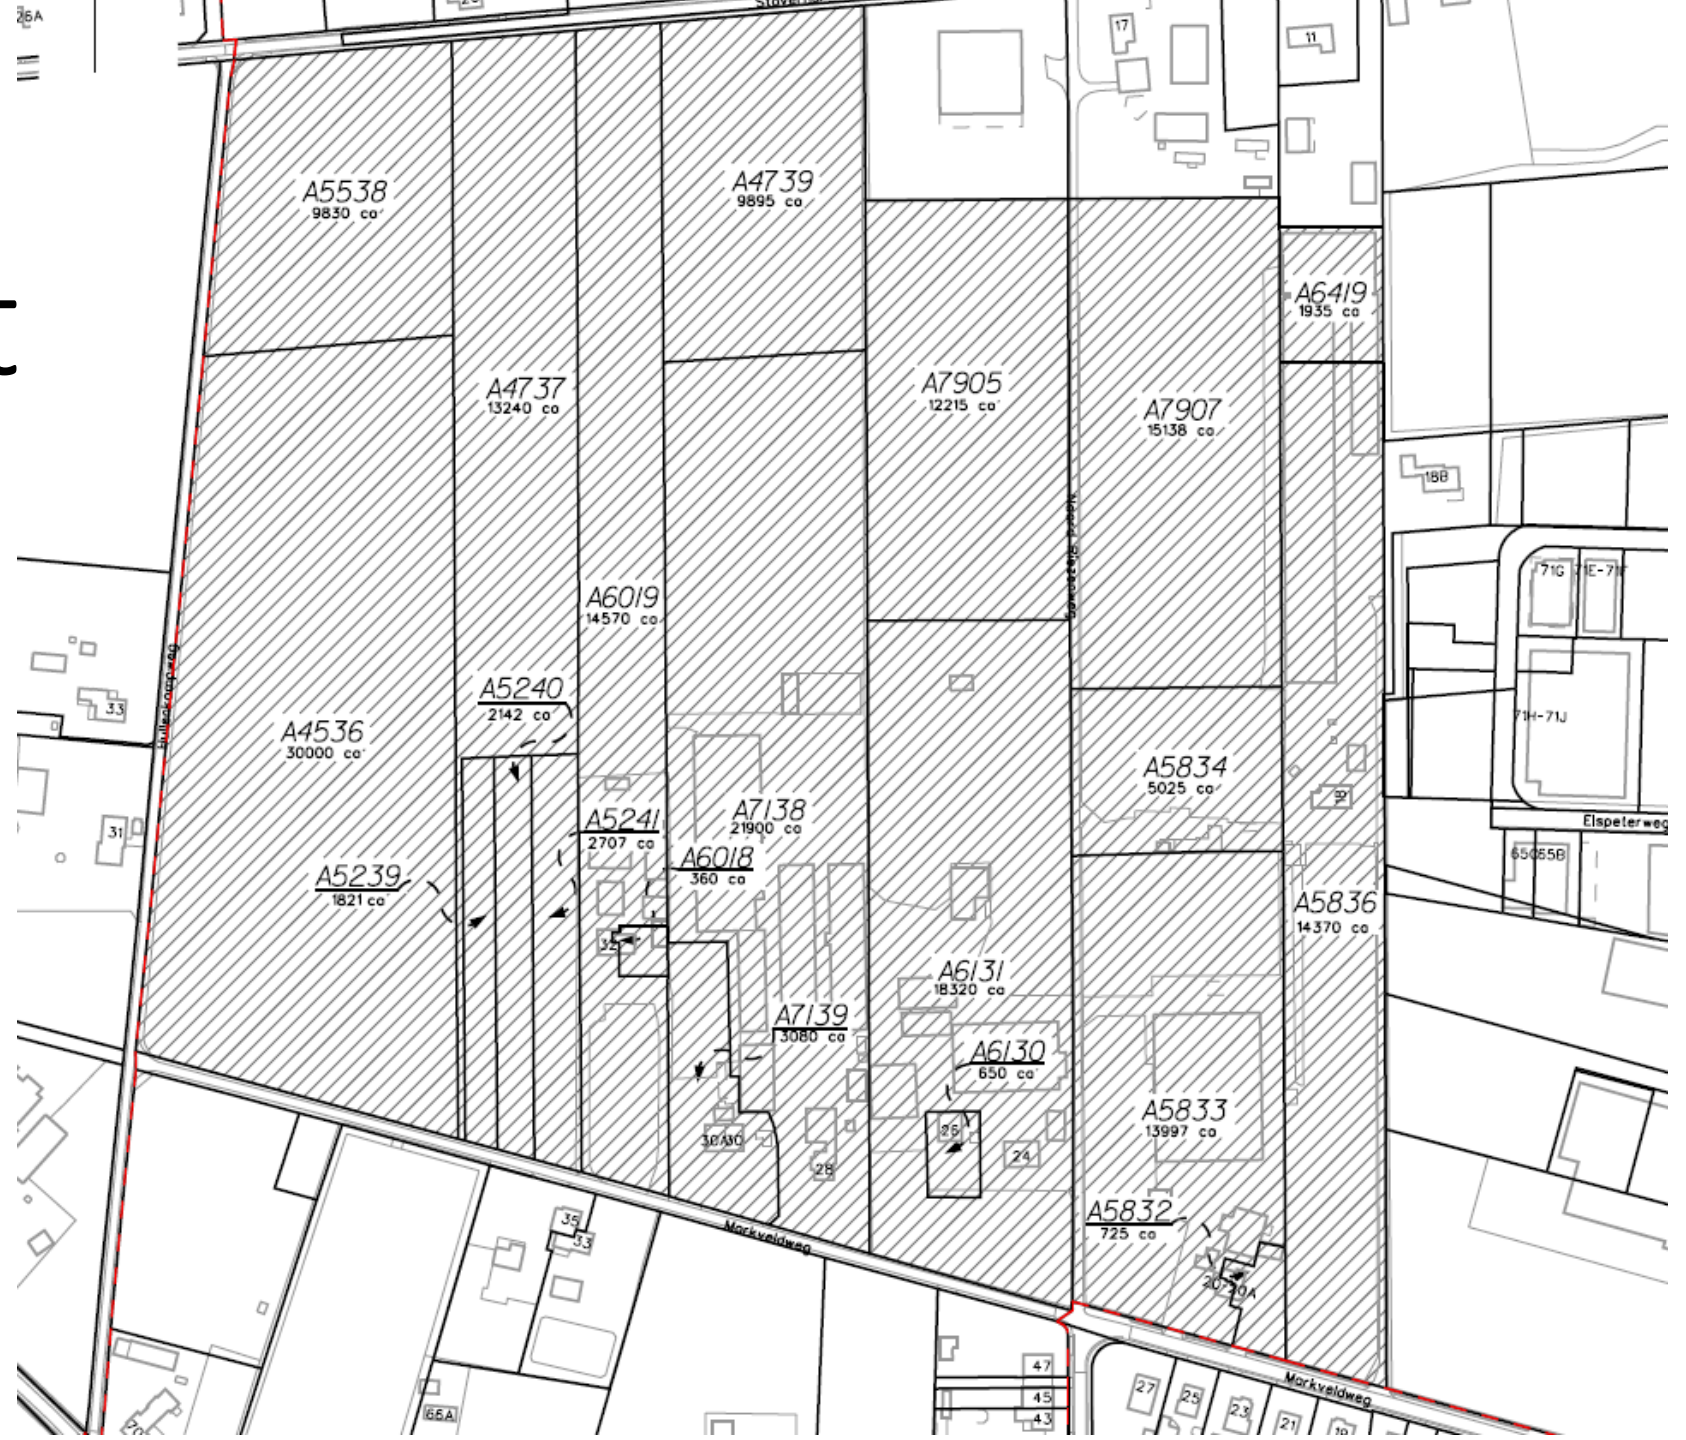 26A
17
11
A5538
9830 ca
A4739
9895 ca
A6419
1935 ca
A4737
13240 ca
A7905
12215 ca
A7907
15138 ca
18B
71G
A6019
14570 ca
Hullenkampweg
33
A5240
2142 ca
71H-71J
A4536
30000 ca
A5834
5025 ca
18
A7138
21900 ca
A5241
2707 ca
Elspeterweg
31
A6018
360 ca
65B
A5239
1821 ca
A5836
14370 ca
32
A6131
18320 ca
A7139
3080 ca
A6130
650 ca
A5833
13997 ca
26
24
28
A5832
725 ca
35
33
Markveldweg
20A
47
Markveldweg
27
45
25
66A
43
23
21